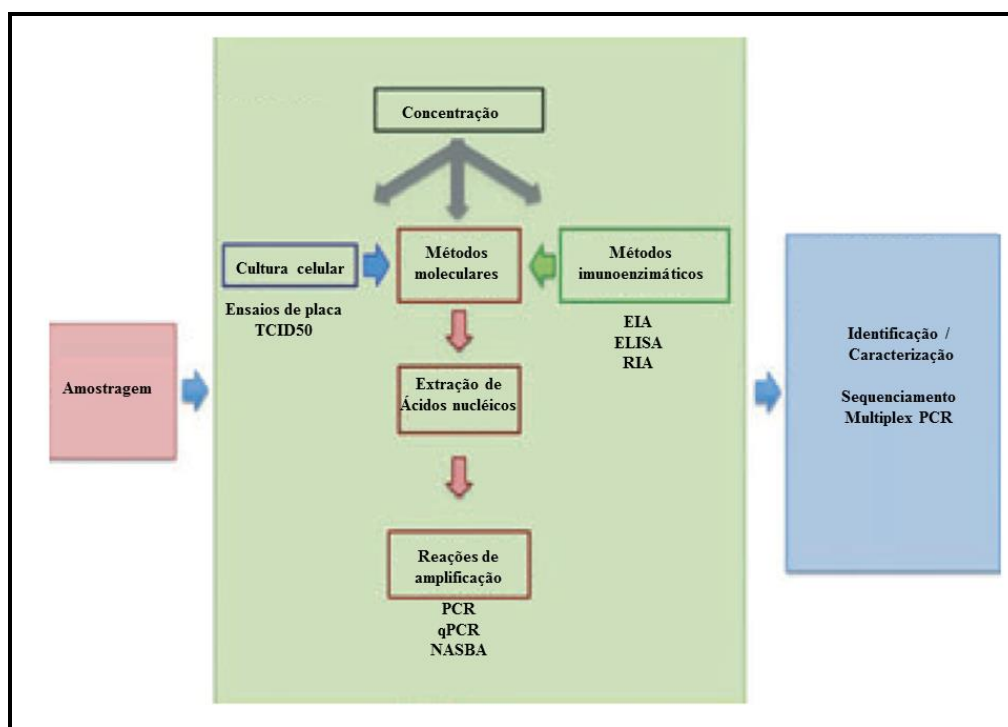 Concentração
Cultura celular
Ensaios de placa
TCID50
Métodos
moleculares
Métodos
imunoenzimáticos
EIA
ELISA
RIA
Amostragem
Extração de
Ácidos nucléicos
Reações de
amplificação
PCR
qPCR
NASBA
Identificação /
Caracterização
Sequenciamento
Multiplex PCR